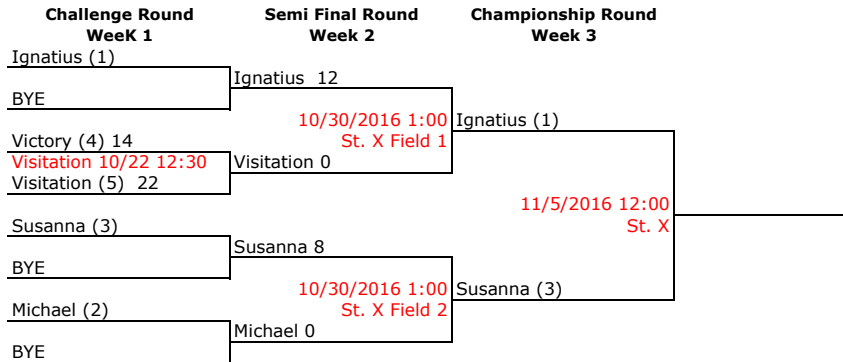 Challenge Round Semi Final Round Championship Round
WeeK 1 Week 2 Week 3
Ignatius (1)
Ignatius 12
BYE
10/30/2016 1:00 Ignatius (1)
Victory (4) 14 St. X Field 1
Visitation 10/22 12:30 Visitation 0
Visitation (5) 22
11/5/2016 12:00
Susanna (3) St. X
Susanna 8
BYE
10/30/2016 1:00 Susanna (3)
Michael (2) St. X Field 2
Michael 0
BYE